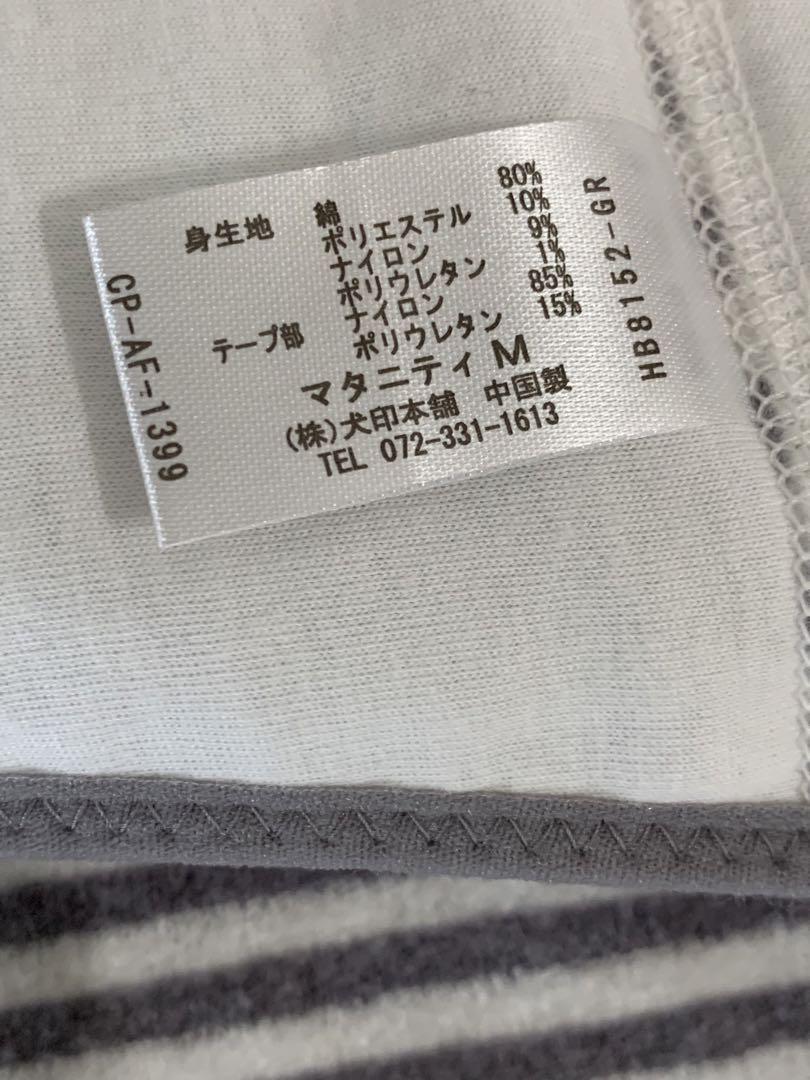 身生地 綿 80%
ポリエステル 10%
ナイロン 9%
ポリウレタン 1%
テープ部 ナイロン 85%
ポリウレタン 15%
マタニティ M
(株)犬印本舗 中国製
TEL 072-331-1613
CP-AF-1399
HB8152-GR